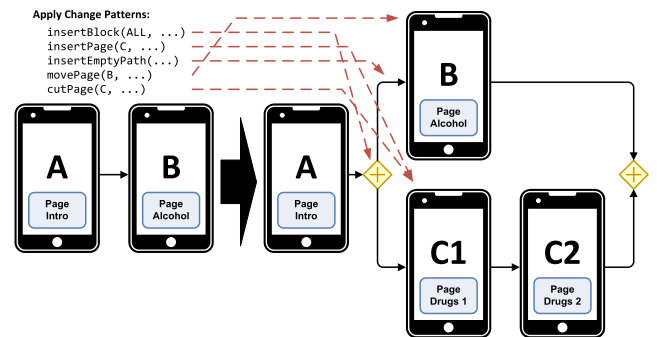 Apply Change Patterns:
insertBlock(ALL, ...)
insertPage(C, ...)
insertEmptyPath(...)
movePage(B, ...)
cutPage(C, ...)
A
Page
Intro
B
Page
Alcohol
A
Page
Intro
B
Page
Alcohol
C1
Page
Drugs 1
C2
Page
Drugs 2